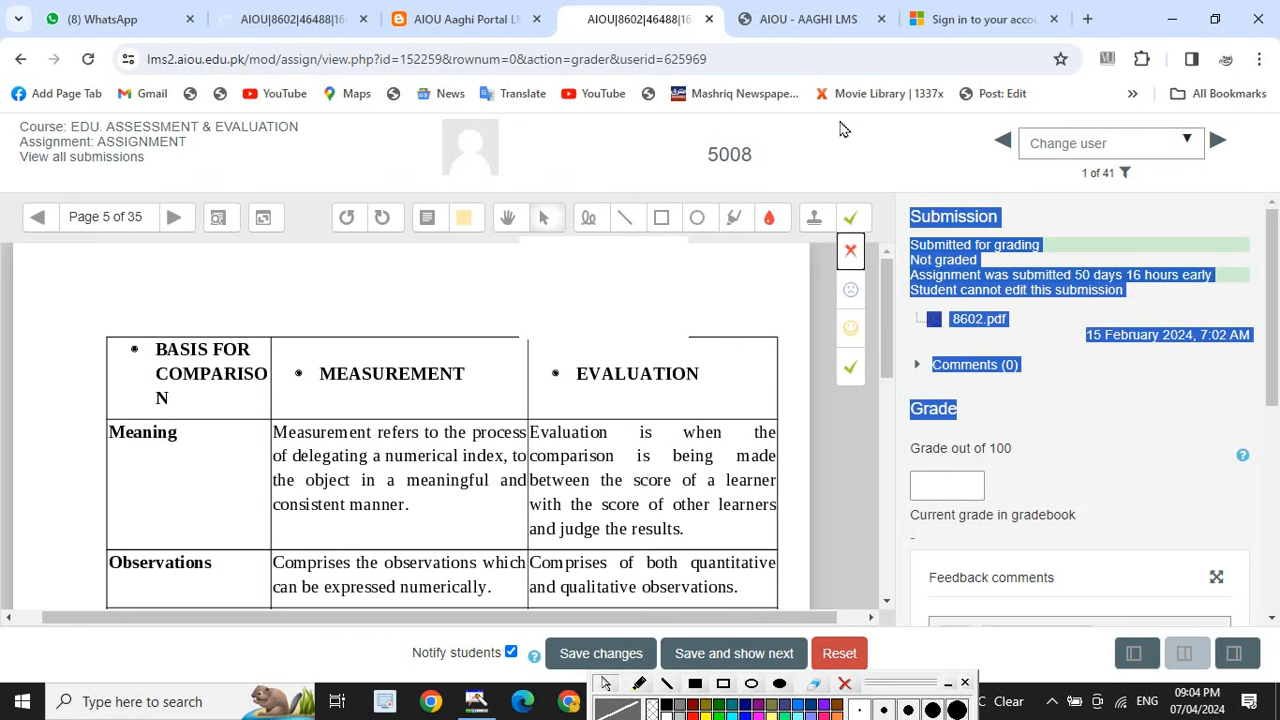 (8) WhatsApp
AIOU|8602|46488|16
AIOU Aaghi Portal LM
AIOU|8602|46488|16
AIOU - AAGHI LMS
Sign in to your accou
lms2.aiou.edu.pk/mod/assign/view.php?id=152259&rownum=0&action=grader&userid=625969
Add Page Tab
Gmail
YouTube
Maps
News
Translate
YouTube
Mashriq Newspape...
Movie Library | 1337x
Post: Edit
All Bookmarks
Course: EDU. ASSESSMENT & EVALUATION
Assignment: ASSIGNMENT
View all submissions
5008
Change user
1 of 41
Page 5 of 35
BASIS FOR
COMPARISO
N
MEASUREMENT
EVALUATION
Meaning
Measurement refers to the process
of delegating a numerical index, to
the object in a meaningful and
consistent manner.
Evaluation is when the
comparison is being made
between the score of a learner
with the score of other learners
and judge the results.
Observations
Comprises the observations which
can be expressed numerically.
Comprises of both quantitative
and qualitative observations.
Submission
Submitted for grading
Not graded
Assignment was submitted 50 days 16 hours early
Student cannot edit this submission
8602.pdf
15 February 2024, 7:02 AM
Comments (0)
Grade
Grade out of 100
Current grade in gradebook
-
Feedback comments
Notify students
Save changes
Save and show next
Reset
Type here to search
Clear
ENG
09:04 PM
07/04/2024